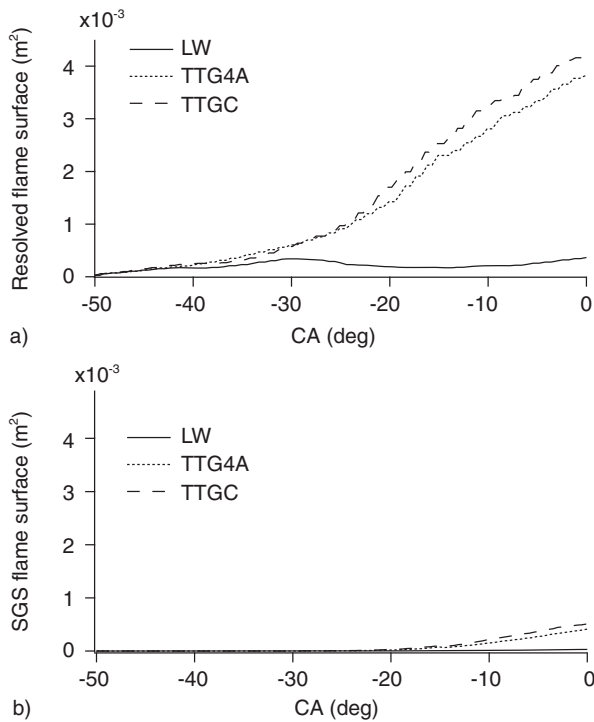 x10-3
Resolved flame surface (m2)
4
3
2
1
0
LW
TTG4A
TTGC
-50 -40 -30 -20 -10 0
CA (deg)
a)
x10-3
SGS flame surface (m2)
4
3
2
1
0
LW
TTG4A
TTGC
-50 -40 -30 -20 -10 0
CA (deg)
b)